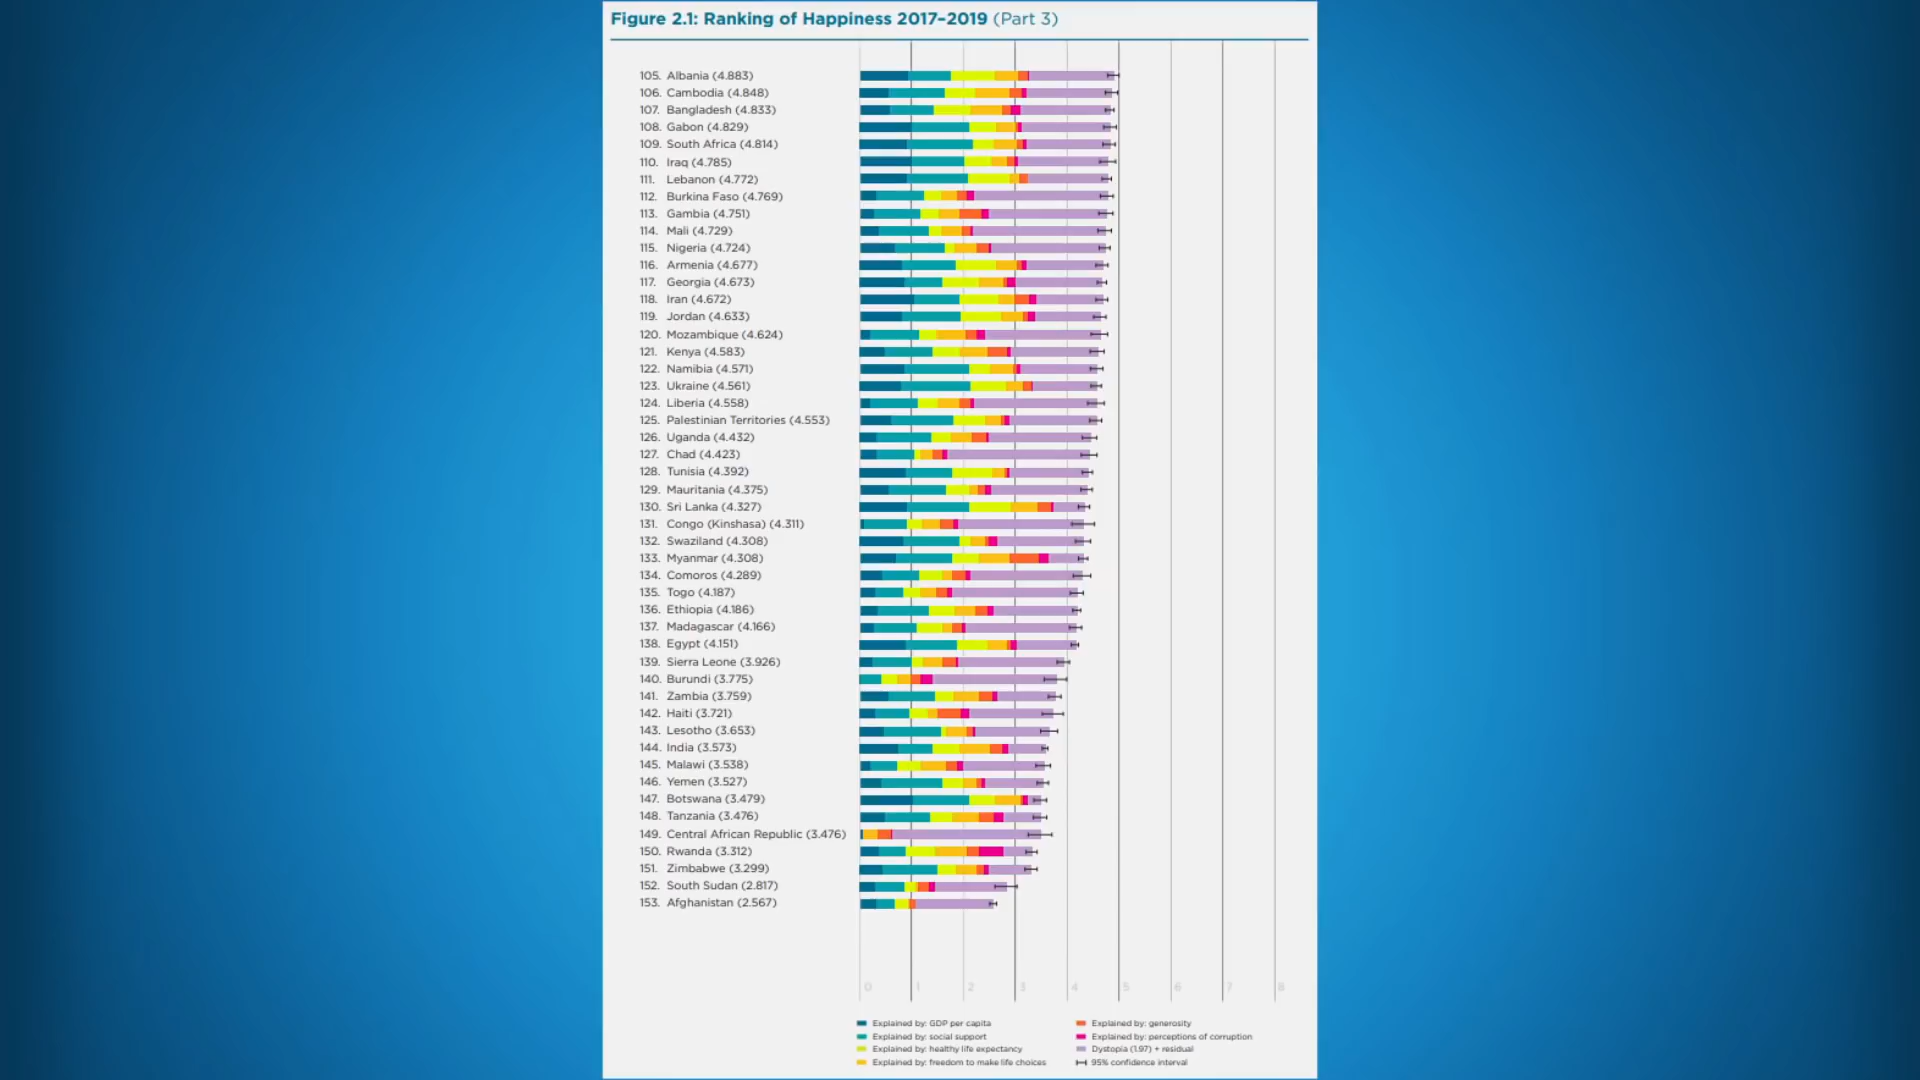 Figure 2.1: Ranking of Happiness 2017–2019 (Part 3)
105. Albania (4.883)
106. Cambodia (4.848)
107. Bangladesh (4.833)
108. Gabon (4.829)
109. South Africa (4.814)
110. Iraq (4.785)
111. Lebanon (4.772)
112. Burkina Faso (4.769)
113. Gambia (4.751)
114. Mali (4.729)
115. Nigeria (4.724)
116. Armenia (4.677)
117. Georgia (4.673)
118. Iran (4.672)
119. Jordan (4.633)
120. Mozambique (4.624)
121. Kenya (4.583)
122. Namibia (4.571)
123. Ukraine (4.561)
124. Liberia (4.558)
125. Palestinian Territories (4.553)
126. Uganda (4.432)
127. Chad (4.423)
128. Tunisia (4.392)
129. Mauritania (4.375)
130. Sri Lanka (4.327)
131. Congo (Kinshasa) (4.311)
132. Swaziland (4.308)
133. Myanmar (4.308)
134. Comoros (4.289)
135. Togo (4.187)
136. Ethiopia (4.186)
137. Madagascar (4.166)
138. Egypt (4.151)
139. Sierra Leone (3.926)
140. Burundi (3.775)
141. Zambia (3.759)
142. Haiti (3.721)
143. Lesotho (3.653)
144. India (3.573)
145. Malawi (3.538)
146. Yemen (3.527)
147. Botswana (3.479)
148. Tanzania (3.476)
149. Central African Republic (3.476)
150. Rwanda (3.312)
151. Zimbabwe (3.299)
152. South Sudan (2.817)
153. Afghanistan (2.567)
0 1 2 3 4 5 6 7 8
Explained by: GDP per capita
Explained by: social support
Explained by: healthy life expectancy
Explained by: freedom to make life choices
Explained by: generosity
Explained by: perceptions of corruption
Dystopia (1.97) + residual
95% confidence interval